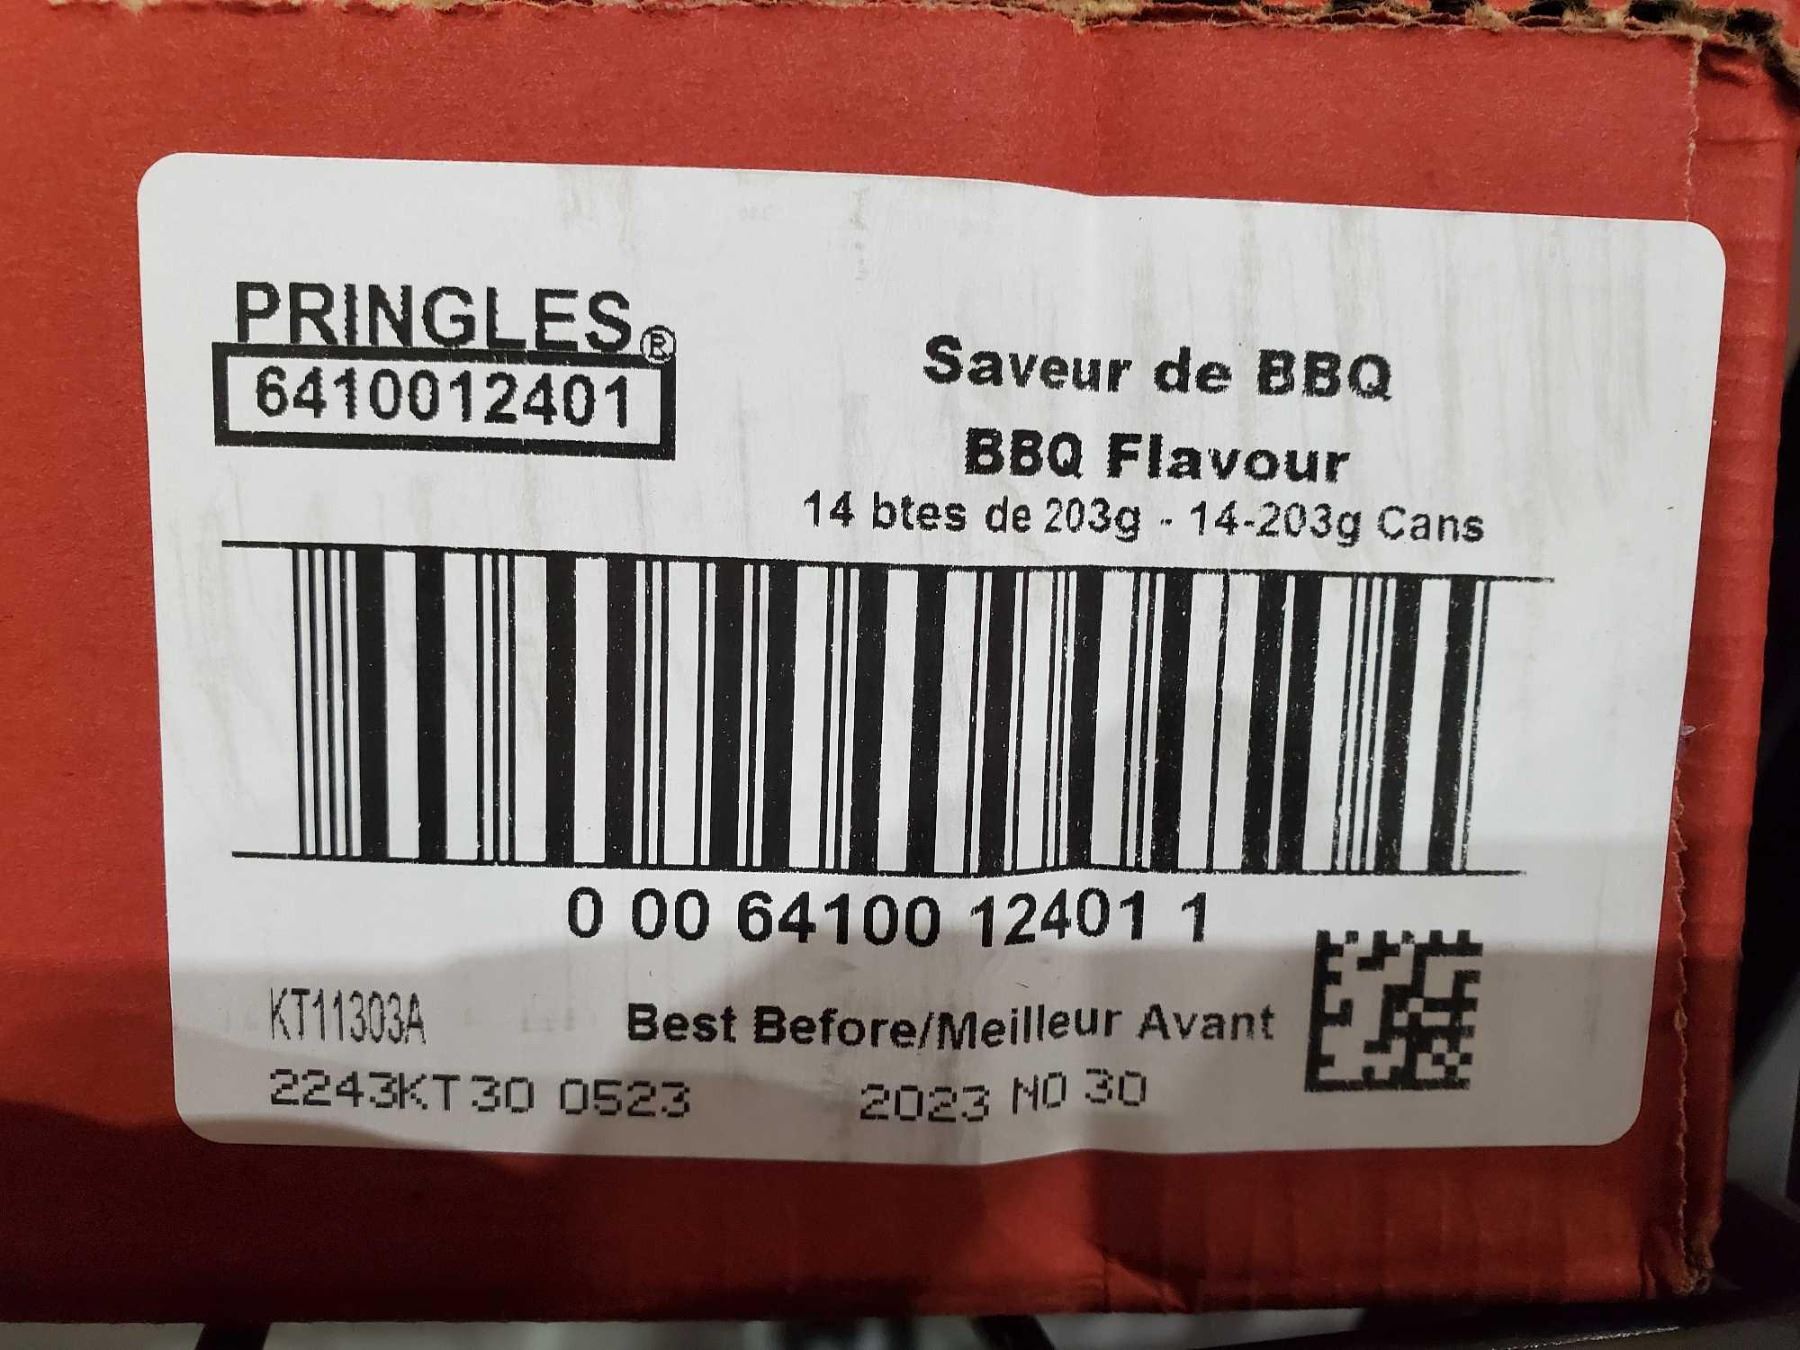 PRINGLES®
6410012401
Saveur de BBQ
BBQ Flavour
14 btes de 203g - 14-203g Cans
0 00 64100 12401 1
KT11303A
Best Before/Meilleur Avant
2243KT30 0523
2023 NO 30